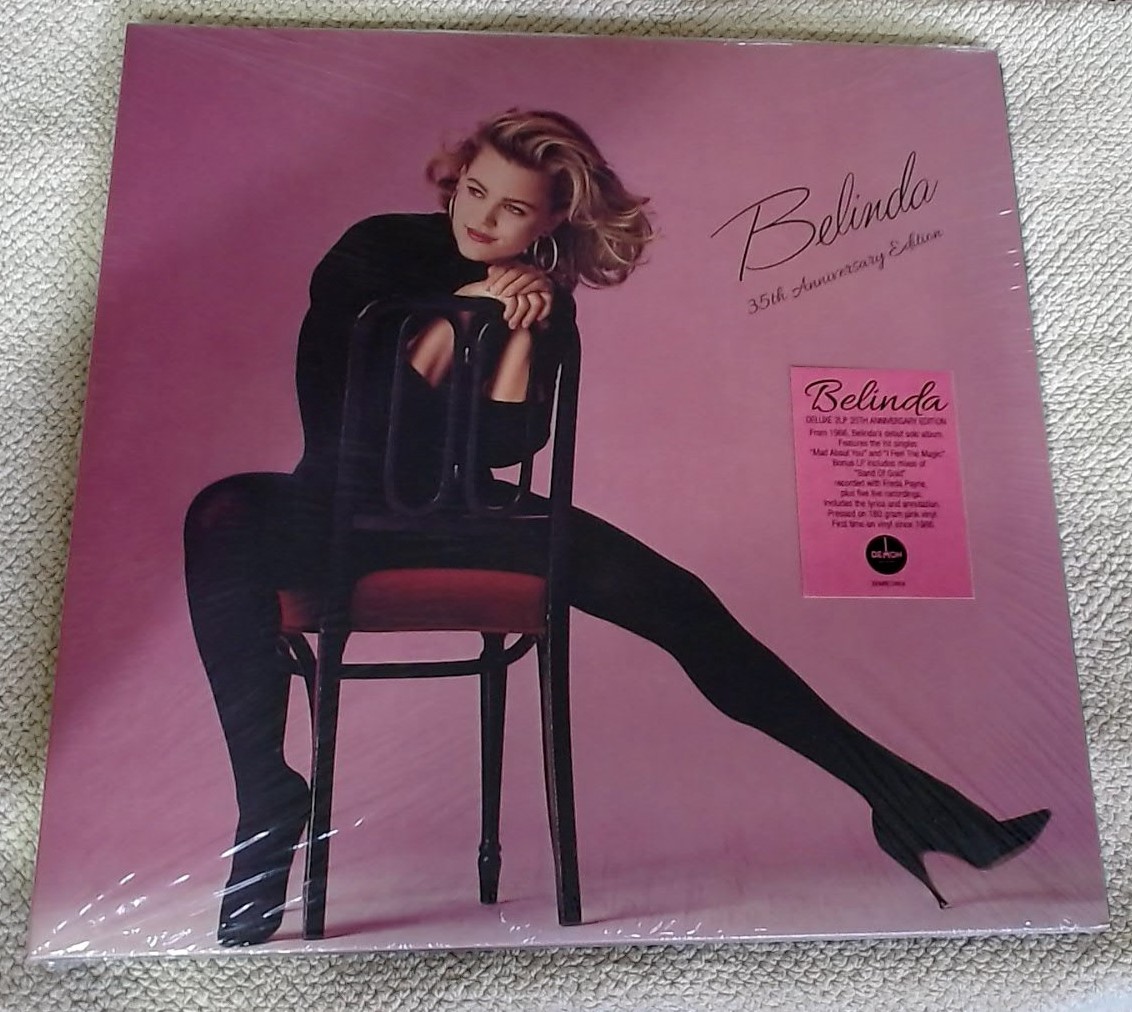 Belinda
35th Anniversary Edition
Belinda
DELUXE 2LP 35TH ANNIVERSARY EDITION
From 1986, Belinda's debut solo album.
Features the hit singles
"Mad About You" and "I Feel The Magic"
Bonus LP includes mixes of
"Band Of Gold"
recorded with Freda Payne,
plus five live recordings.
Includes the lyrics and annotation.
Pressed on 180 gram pink vinyl.
First time on vinyl since 1986.
DEMON